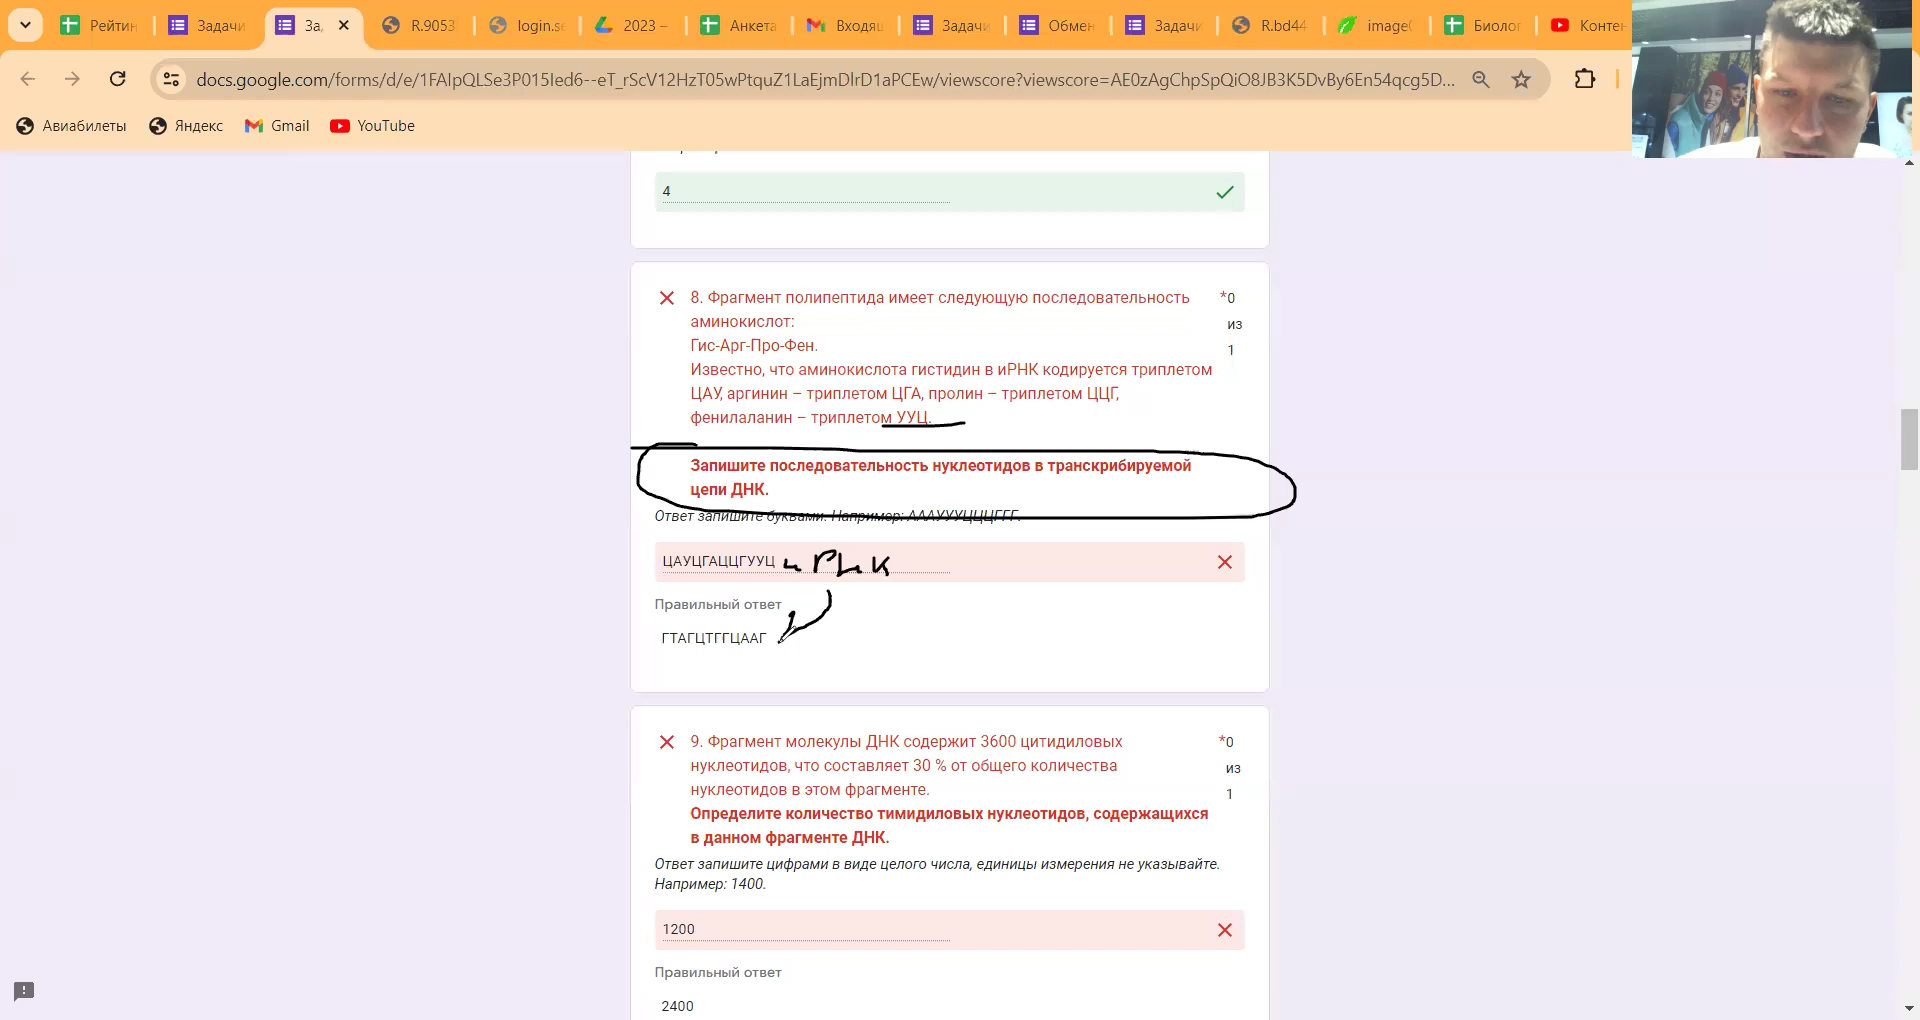 Рейтин
Задачи
За
R.9053
login.se
2023 –
Анкета
Входящ
Задачи
Обмен
Задачи
R.bd44
image(
Биолог
Контен
docs.google.com/forms/d/e/1FAIpQLSe3P015Ied6--eT_rScV12HzT05wPtquZ1LaEjmDlrD1aPCEw/viewscore?viewscore=AE0zAgChpSpQiO8JB3K5DvBy6En54qcg5D...
Авиабилеты
Яндекс
Gmail
YouTube
4
8. Фрагмент полипептида имеет следующую последовательность
*0
аминокислот:
из
Гис-Арг-Про-Фен.
1
Известно, что аминокислота гистидин в иРНК кодируется триплетом
ЦАУ, аргинин – триплетом ЦГА, пролин – триплетом ЦЦГ,
фенилаланин – триплетом УУЦ.
Запишите последовательность нуклеотидов в транскрибируемой
цепи ДНК.
Ответ запишите буквами. Например: АААУУУЦЦЦГГГ.
ЦАУЦГАЦЦГУУЦ иРНК
Правильный ответ
ГТАГЦТГГЦААГ
9. Фрагмент молекулы ДНК содержит 3600 цитидиловых
*0
нуклеотидов, что составляет 30 % от общего количества
из
нуклеотидов в этом фрагменте.
1
Определите количество тимидиловых нуклеотидов, содержащихся
в данном фрагменте ДНК.
Ответ запишите цифрами в виде целого числа, единицы измерения не указывайте.
Например: 1400.
1200
Правильный ответ
2400